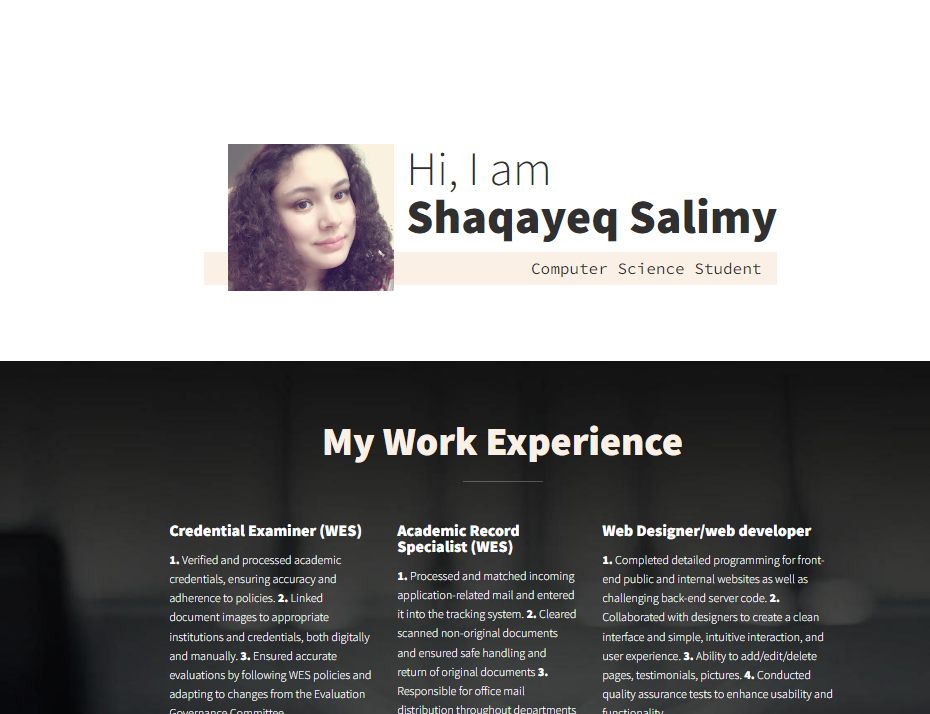 Hi, I am
Shaqayeq Salimy
Computer Science Student
My Work Experience
Credential Examiner (WES)
1. Verified and processed academic
credentials, ensuring accuracy and
adherence to policies. 2. Linked
document images to appropriate
institutions and credentials, both digitally
and manually. 3. Ensured accurate
evaluations by following WES policies and
adapting to changes from the Evaluation
Governance Committee.
Academic Record
Specialist (WES)
1. Processed and matched incoming
application-related mail and entered
it into the tracking system. 2. Cleared
scanned non-original documents
and ensured safe handling and
return of original documents 3.
Responsible for office mail
distribution throughout departments
Web Designer/web developer
1. Completed detailed programming for front-
end public and internal websites as well as
challenging back-end server code. 2.
Collaborated with designers to create a clean
interface and simple, intuitive interaction, and
user experience. 3. Ability to add/edit/delete
pages, testimonials, pictures. 4. Conducted
quality assurance tests to enhance usability and
functionality.